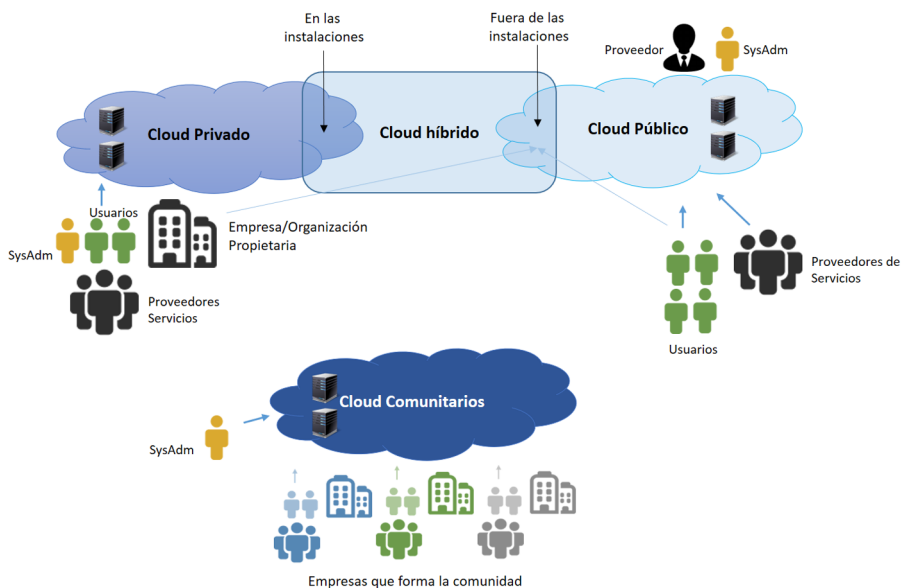 En las
instalaciones
Fuera de las
instalaciones
Proveedor
SysAdm
Cloud Privado
Cloud híbrido
Cloud Público
Usuarios
SysAdm
Empresa/Organización
Propietaria
Proveedores
Servicios
Proveedores de
Servicios
Usuarios
Cloud Comunitarios
SysAdm
Empresas que forma la comunidad